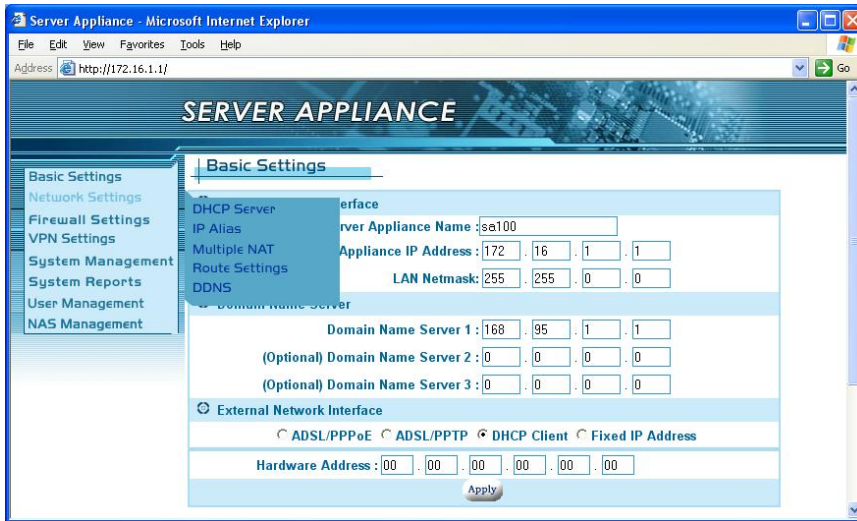 Server Appliance - Microsoft Internet Explorer
File Edit View Favorites Tools Help
Address http://172.16.1.1/ Go
SERVER APPLIANCE
Basic Settings
Network Settings
Firewall Settings
VPN Settings
System Management
System Reports
User Management
NAS Management
DHCP Server
IP Alias
Multiple NAT
Route Settings
DDNS
Basic Settings
erface
rver Appliance Name : sa100
Appliance IP Address : 172 . 16 . 1 . 1
LAN Netmask: 255 . 255 . 0 . 0
Domain Name Server
Domain Name Server 1 : 168 . 95 . 1 . 1
(Optional) Domain Name Server 2 : 0 . 0 . 0 . 0
(Optional) Domain Name Server 3 : 0 . 0 . 0 . 0
External Network Interface
ADSL/PPPoE ADSL/PPTP DHCP Client Fixed IP Address
Hardware Address : 00 . 00 . 00 . 00 . 00 . 00
Apply